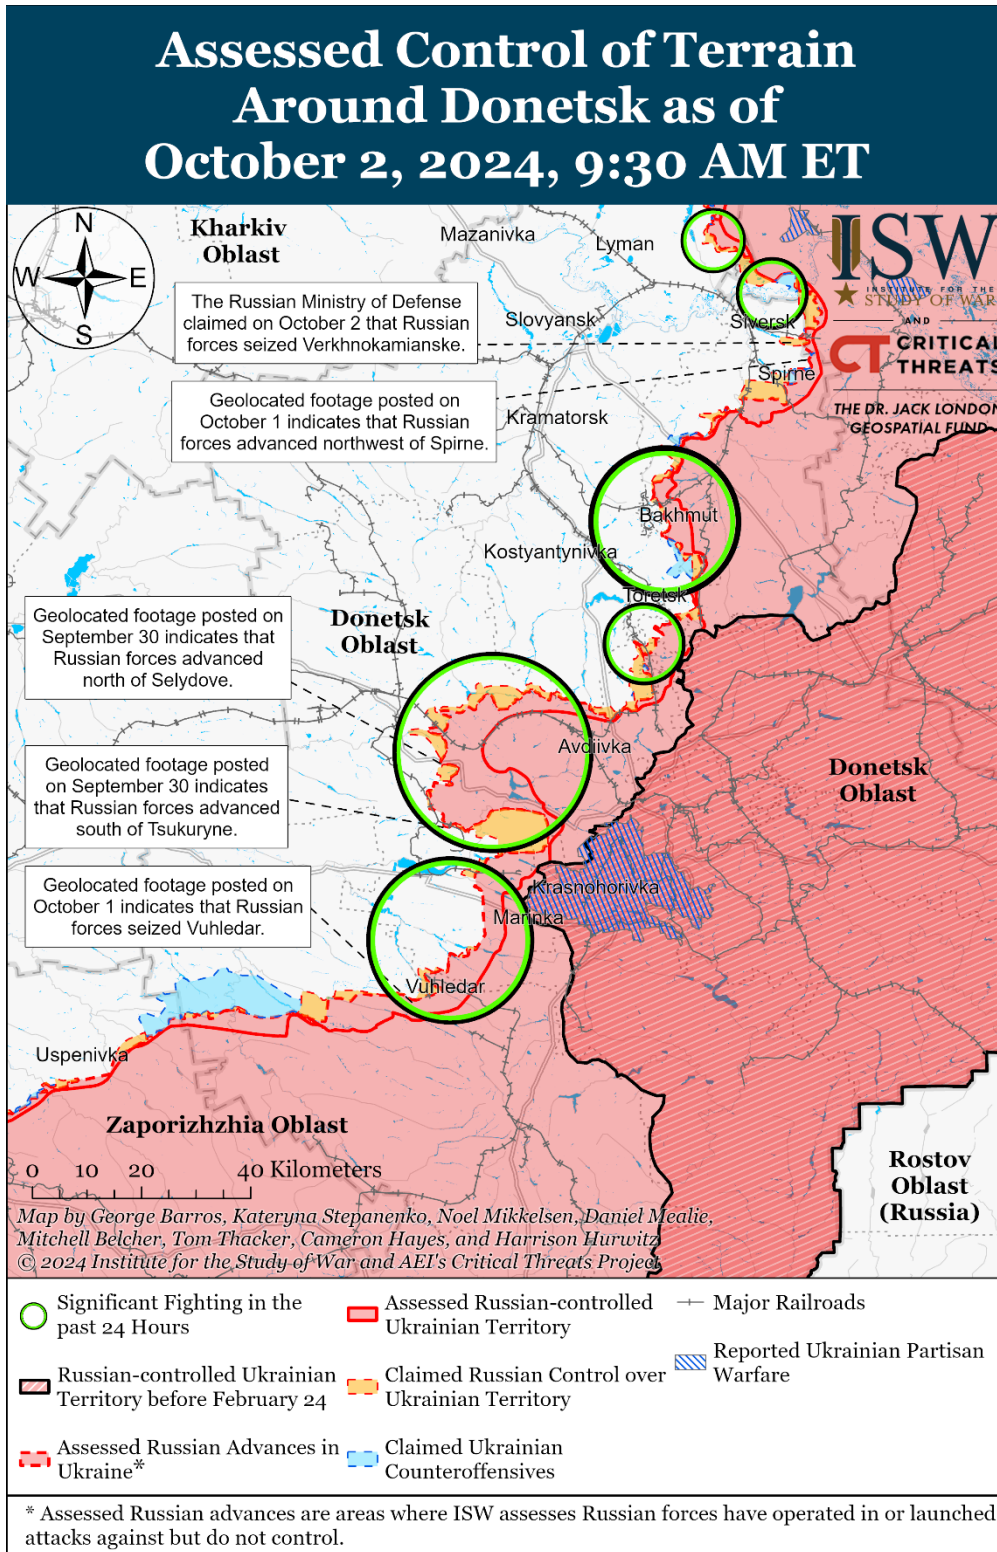 Assessed Control of Terrain
Around Donetsk as of
October 2, 2024, 9:30 AM ET
N
W
E
S
Kharkiv
Oblast
Mazanivka
Lyman
ISW
INSTITUTE FOR THE
STUDY OF WAR
AND
CRITICAL
THREATS
CT
THE DR. JACK LONDON
GEOSPATIAL FUND
The Russian Ministry of Defense
claimed on October 2 that Russian
forces seized Verkhnokamianske.
Slovyansk
Siversk
Geolocated footage posted on
October 1 indicates that Russian
forces advanced northwest of Spirne.
Spirne
Kramatorsk
Bakhmut
Kostyantynivka
Toretsk
Geolocated footage posted on
September 30 indicates that
Russian forces advanced
north of Selydove.
Donetsk
Oblast
Avdiivka
Geolocated footage posted
on September 30 indicates
that Russian forces advanced
south of Tsukuryne.
Donetsk
Oblast
Geolocated footage posted on
October 1 indicates that Russian
forces seized Vuhledar.
Krasnohorivka
Marinka
Vuhledar
Uspenivka
Zaporizhzhia Oblast
0 10 20 40 Kilometers
Rostov
Oblast
(Russia)
Map by George Barros, Kateryna Stepanenko, Noel Mikkelsen, Daniel Mealie,
Mitchell Belcher, Tom Thacker, Cameron Hayes, and Harrison Hurwitz
© 2024 Institute for the Study of War and AEI's Critical Threats Project
Significant Fighting in the
past 24 Hours
Assessed Russian-controlled
Ukrainian Territory
Major Railroads
Russian-controlled Ukrainian
Territory before February 24
Claimed Russian Control over
Ukrainian Territory
Reported Ukrainian Partisan
Warfare
Assessed Russian Advances in
Ukraine*
Claimed Ukrainian
Counteroffensives
* Assessed Russian advances are areas where ISW assesses Russian forces have operated in or launched
attacks against but do not control.